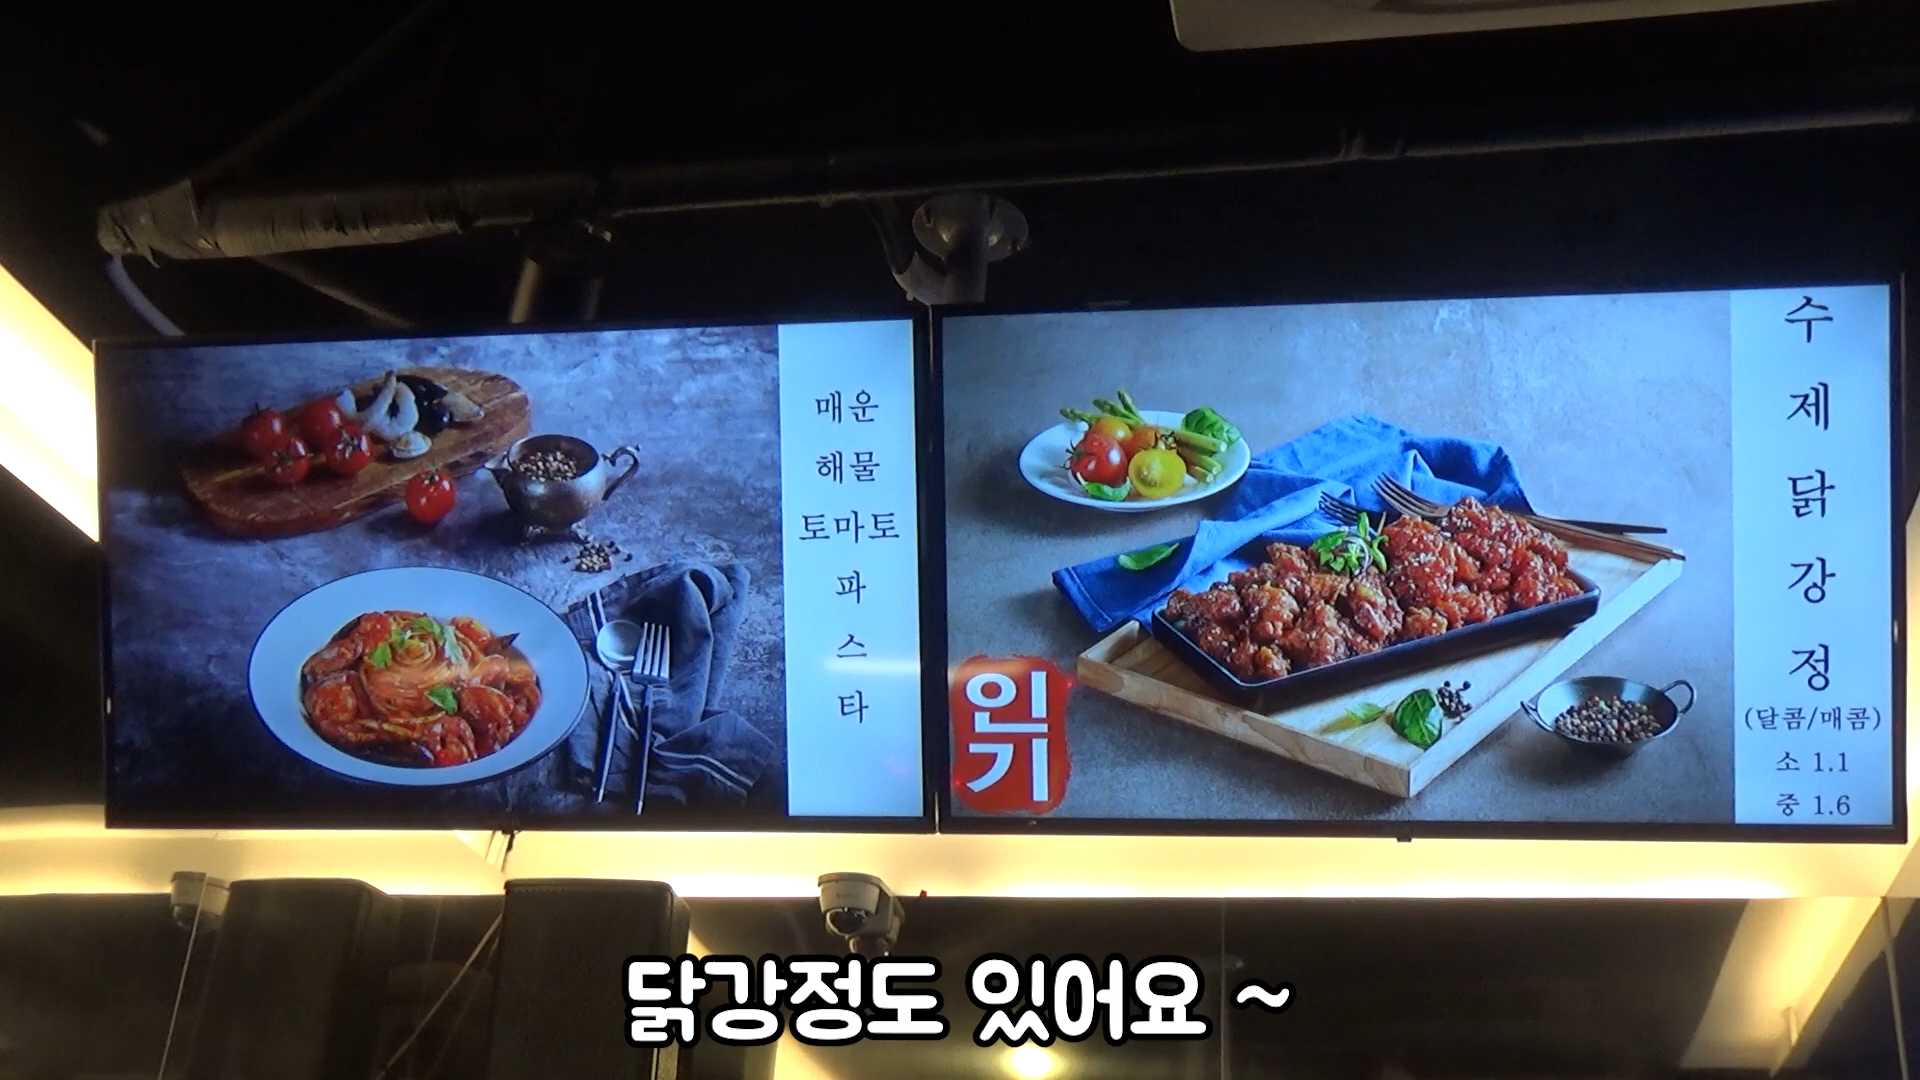 매운
해물
토마토
파
스
타
인
기
수
제
닭
강
정
(달콤/매콤)
소 1.1
중 1.6
닭강정도 있어요 ~